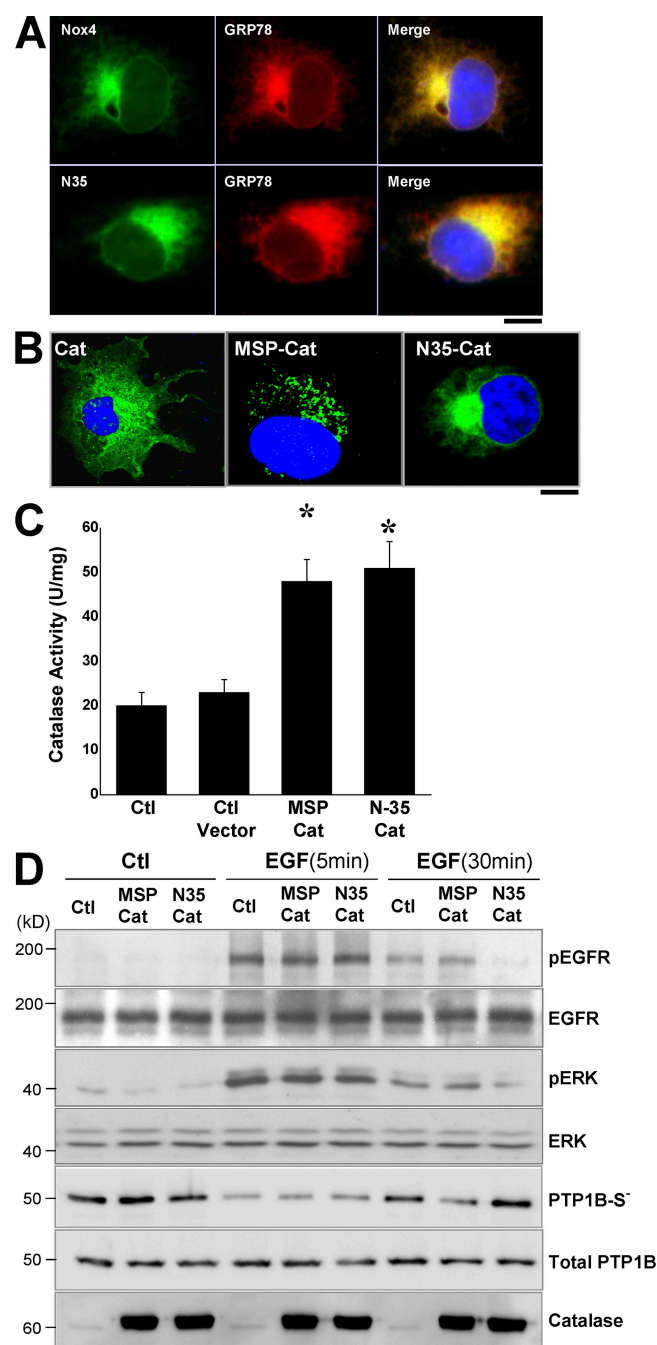 A
Nox4 GRP78 Merge
N35 GRP78 Merge
B
Cat MSP-Cat N35-Cat
C
Catalase Activity (U/mg)
60
50
40
30
20
10
0
* *
Ctl Ctl Vector MSP Cat N-35 Cat
D
Ctl EGF(5min) EGF(30min)
(kD) Ctl MSP Cat N35 Cat Ctl MSP Cat N35 Cat Ctl MSP Cat N35 Cat
200 pEGFR
200 EGFR
40 pERK
40 ERK
50 PTP1B-S⁻
50 Total PTP1B
60 Catalase